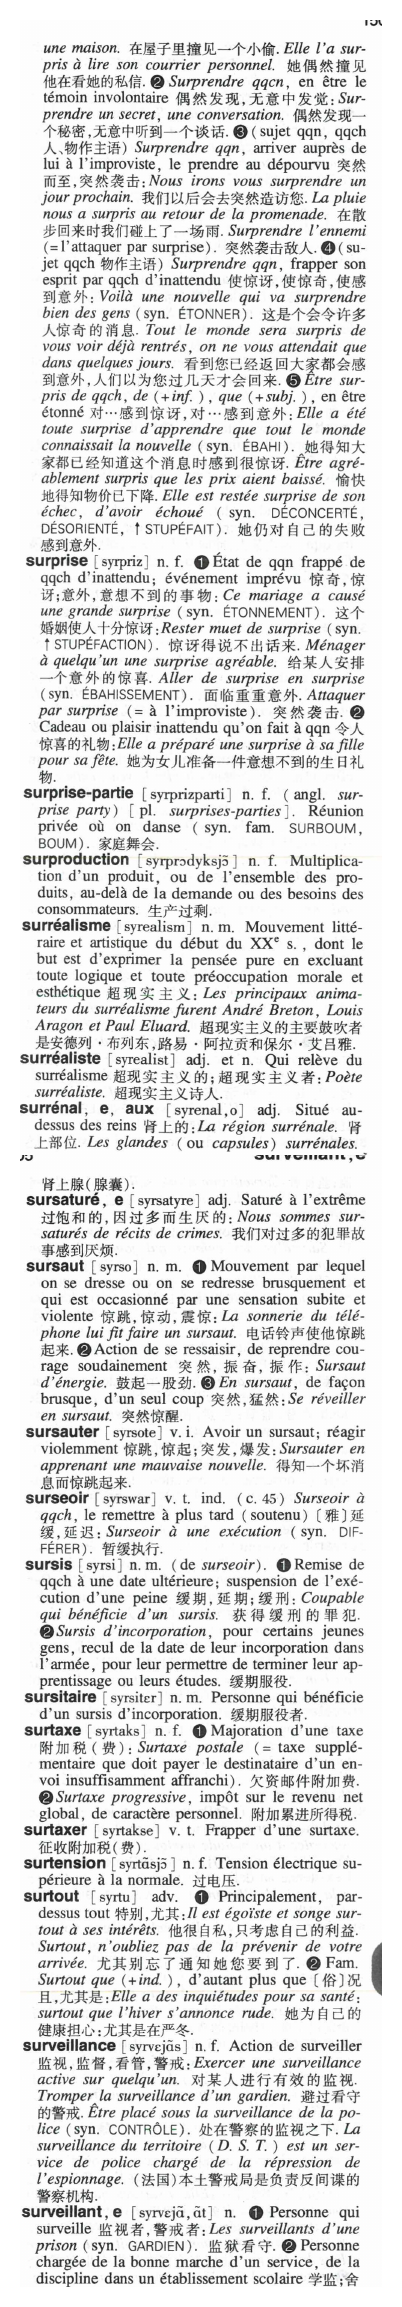 une maison. 在屋子里撞见一个小偷. Elle l'a sur-
pris à lire son courrier personnel. 她偶然撞见
他在看她的私信. ❷ Surprendre qqcn, en être le
témoin involontaire 偶然发现,无意中发觉: Sur-
prendre un secret, une conversation. 偶然发现一
个秘密,无意中听到一个谈话. ❸ (sujet qqn, qqch
人、物作主语) Surprendre qqn, arriver auprès de
lui à l'improviste, le prendre au dépourvu 突然
而至,突然袭击: Nous irons vous surprendre un
jour prochain. 我们以后会去突然造访您. La pluie
nous a surpris au retour de la promenade. 在散
步回来时我们碰上了一场雨. Surprendre l'ennemi
(= l'attaquer par surprise). 突然袭击敌人. ❹ (su-
jet qqch 物作主语) Surprendre qqn, frapper son
esprit par qqch d'inattendu 使惊讶,使惊奇,使感
到意外: Voilà une nouvelle qui va surprendre
bien des gens (syn. ÉTONNER). 这是个会令许多
人惊奇的消息. Tout le monde sera surpris de
vous voir déjà rentrés, on ne vous attendait que
dans quelques jours. 看到您已经返回大家都会感
到意外,人们以为您过几天才会回来. ❺ Être sur-
pris de qqch, de (+ inf.), que (+ subj.), en être
étonné 对…感到惊讶,对…感到意外: Elle a été
toute surprise d'apprendre que tout le monde
connaissait la nouvelle (syn. ÉBAHI). 她得知大
家都已经知道这个消息时感到很惊讶. Être agré-
ablement surpris que les prix aient baissé. 愉快
地得知物价已下降. Elle est restée surprise de son
échec, d'avoir échoué (syn. DÉCONCERTÉ,
DÉSORIENTÉ, ↑ STUPÉFAIT). 她仍对自己的失败
感到意外.
surprise [syrpriz] n. f. ❶ État de qqn frappé de
qqch d'inattendu; événement imprévu 惊奇,惊
讶;意外,意想不到的事物: Ce mariage a causé
une grande surprise (syn. ÉTONNEMENT). 这个
婚姻使人十分惊讶: Rester muet de surprise (syn.
↑ STUPÉFACTION). 惊讶得说不出话来. Ménager
à quelqu'un une surprise agréable. 给某人安排
一个意外的惊喜. Aller de surprise en surprise
(syn. ÉBAHISSEMENT). 面临重重意外. Attaquer
par surprise (= à l'improviste). 突然袭击. ❷
Cadeau ou plaisir inattendu qu'on fait à qqn 令人
惊喜的礼物: Elle a préparé une surprise à sa fille
pour sa fête. 她为女儿准备一件意想不到的生日礼
物.
surprise-partie [syrprizparti] n. f. (angl. sur-
prise party) [pl. surprises-parties]. Réunion
privée où on danse (syn. fam. SURBOUM,
BOUM). 家庭舞会.
surproduction [syrprɔdyksjɔ̃] n. f. Multiplica-
tion d'un produit, ou de l'ensemble des pro-
duits, au-delà de la demande ou des besoins des
consommateurs. 生产过剩.
surréalisme [syrealism] n. m. Mouvement litté-
raire et artistique du début du XXe s., dont le
but est d'exprimer la pensée pure en excluant
toute logique et toute préoccupation morale et
esthétique 超现实主义: Les principaux anima-
teurs du surréalisme furent André Breton, Louis
Aragon et Paul Eluard. 超现实主义的主要鼓吹者
是安德列·布列东,路易·阿拉贡和保尔·艾吕雅.
surréaliste [syrealist] adj. et n. Qui relève du
surréalisme 超现实主义的;超现实主义者: Poète
surréaliste. 超现实主义诗人.
surrénal, e, aux [syrenal,o] adj. Situé au-
dessus des reins 肾上的: La région surrénale. 肾
上部位. Les glandes (ou capsules) surrénales.
肾上腺(腺囊).
sursaturé, e [syrsatyre] adj. Saturé à l'extrême
过饱和的,因过多而生厌的: Nous sommes sur-
saturés de récits de crimes. 我们对过多的犯罪故
事感到厌烦.
sursaut [syrso] n. m. ❶ Mouvement par lequel
on se dresse ou on se redresse brusquement et
qui est occasionné par une sensation subite et
violente 惊跳,惊动,震惊: La sonnerie du télé-
phone lui fit faire un sursaut. 电话铃声使他惊跳
起来. ❷ Action de se ressaisir, de reprendre cou-
rage soudainement 突然,振奋,振作: Sursaut
d'énergie. 鼓起一股劲. ❸ En sursaut, de façon
brusque, d'un seul coup 突然,猛然: Se réveiller
en sursaut. 突然惊醒.
sursauter [syrsote] v. i. Avoir un sursaut; réagir
violemment 惊跳,惊起;突发,爆发: Sursauter en
apprenant une mauvaise nouvelle. 得知一个坏消
息而惊跳起来.
surseoir [syrswar] v. t. ind. (c. 45) Surseoir à
qqch, le remettre à plus tard (soutenu) 〔雅〕延
缓,延迟: Surseoir à une exécution (syn. DIF-
FÉRER). 暂缓执行.
sursis [syrsi] n. m. (de surseoir). ❶ Remise de
qqch à une date ultérieure; suspension de l'exé-
cution d'une peine 缓期,延期;缓刑: Coupable
qui bénéficie d'un sursis. 获得缓刑的罪犯.
❷ Sursis d'incorporation, pour certains jeunes
gens, recul de la date de leur incorporation dans
l'armée, pour leur permettre de terminer leur ap-
prentissage ou leurs études. 缓期服役.
sursitaire [syrsitɛr] n. m. Personne qui bénéficie
d'un sursis d'incorporation. 缓期服役者.
surtaxe [syrtaks] n. f. ❶ Majoration d'une taxe
附加税(费): Surtaxe postale (= taxe supplé-
mentaire que doit payer le destinataire d'un en-
voi insuffisamment affranchi). 欠资邮件附加费.
❷ Surtaxe progressive, impôt sur le revenu net
global, de caractère personnel. 附加累进所得税.
surtaxer [syrtakse] v. t. Frapper d'une surtaxe.
征收附加税(费).
surtension [syrtɑ̃sjɔ̃] n. f. Tension électrique su-
périeure à la normale. 过电压.
surtout [syrtu] adv. ❶ Principalement, par-
dessus tout 特别,尤其: Il est égoïste et songe sur-
tout à ses intérêts. 他很自私,只考虑自己的利益.
Surtout, n'oubliez pas de la prévenir de votre
arrivée. 尤其别忘了通知她您要到了. ❷ Fam.
Surtout que (+ ind.), d'autant plus que 〔俗〕况
且,尤其是: Elle a des inquiétudes pour sa santé;
surtout que l'hiver s'annonce rude. 她为自己的
健康担心;尤其是在严冬.
surveillance [syrvɛjɑ̃s] n. f. Action de surveiller
监视,监督,看管,警戒: Exercer une surveillance
active sur quelqu'un. 对某人进行有效的监视.
Tromper la surveillance d'un gardien. 避过看守
的警戒. Être placé sous la surveillance de la po-
lice (syn. CONTRÔLE). 处在警察的监视之下. La
surveillance du territoire (D. S. T.) est un ser-
vice de police chargé de la répression de
l'espionnage. (法国)本土警戒局是负责反间谍的
警察机构.
surveillant, e [syrvɛjɑ̃,ɑ̃t] n. ❶ Personne qui
surveille 监视者,警戒者: Les surveillants d'une
prison (syn. GARDIEN). 监狱看守. ❷ Personne
chargée de la bonne marche d'un service, de la
discipline dans un établissement scolaire 学监;舍